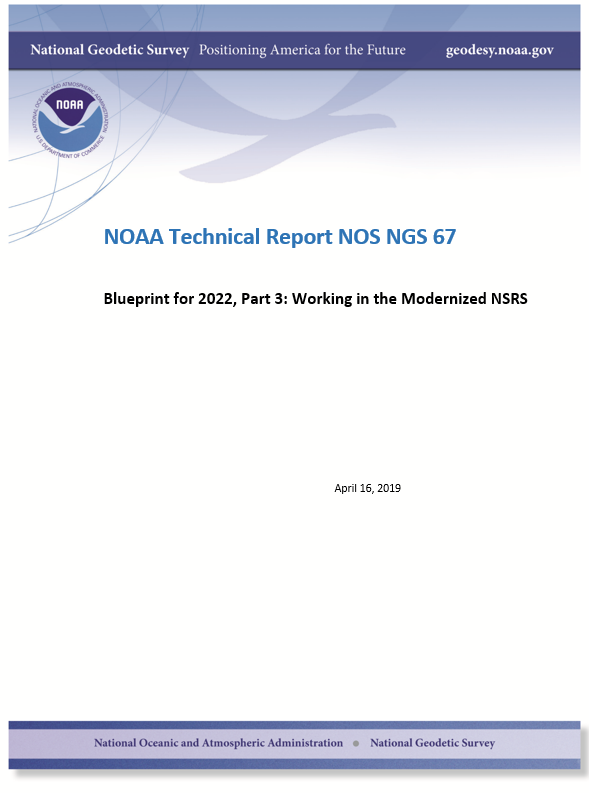 National Geodetic Survey Positioning America for the Future geodesy.noaa.gov
NATIONAL OCEANIC AND ATMOSPHERIC ADMINISTRATION
NOAA
U.S. DEPARTMENT OF COMMERCE
NOAA Technical Report NOS NGS 67
Blueprint for 2022, Part 3: Working in the Modernized NSRS
April 16, 2019
National Oceanic and Atmospheric Administration ● National Geodetic Survey